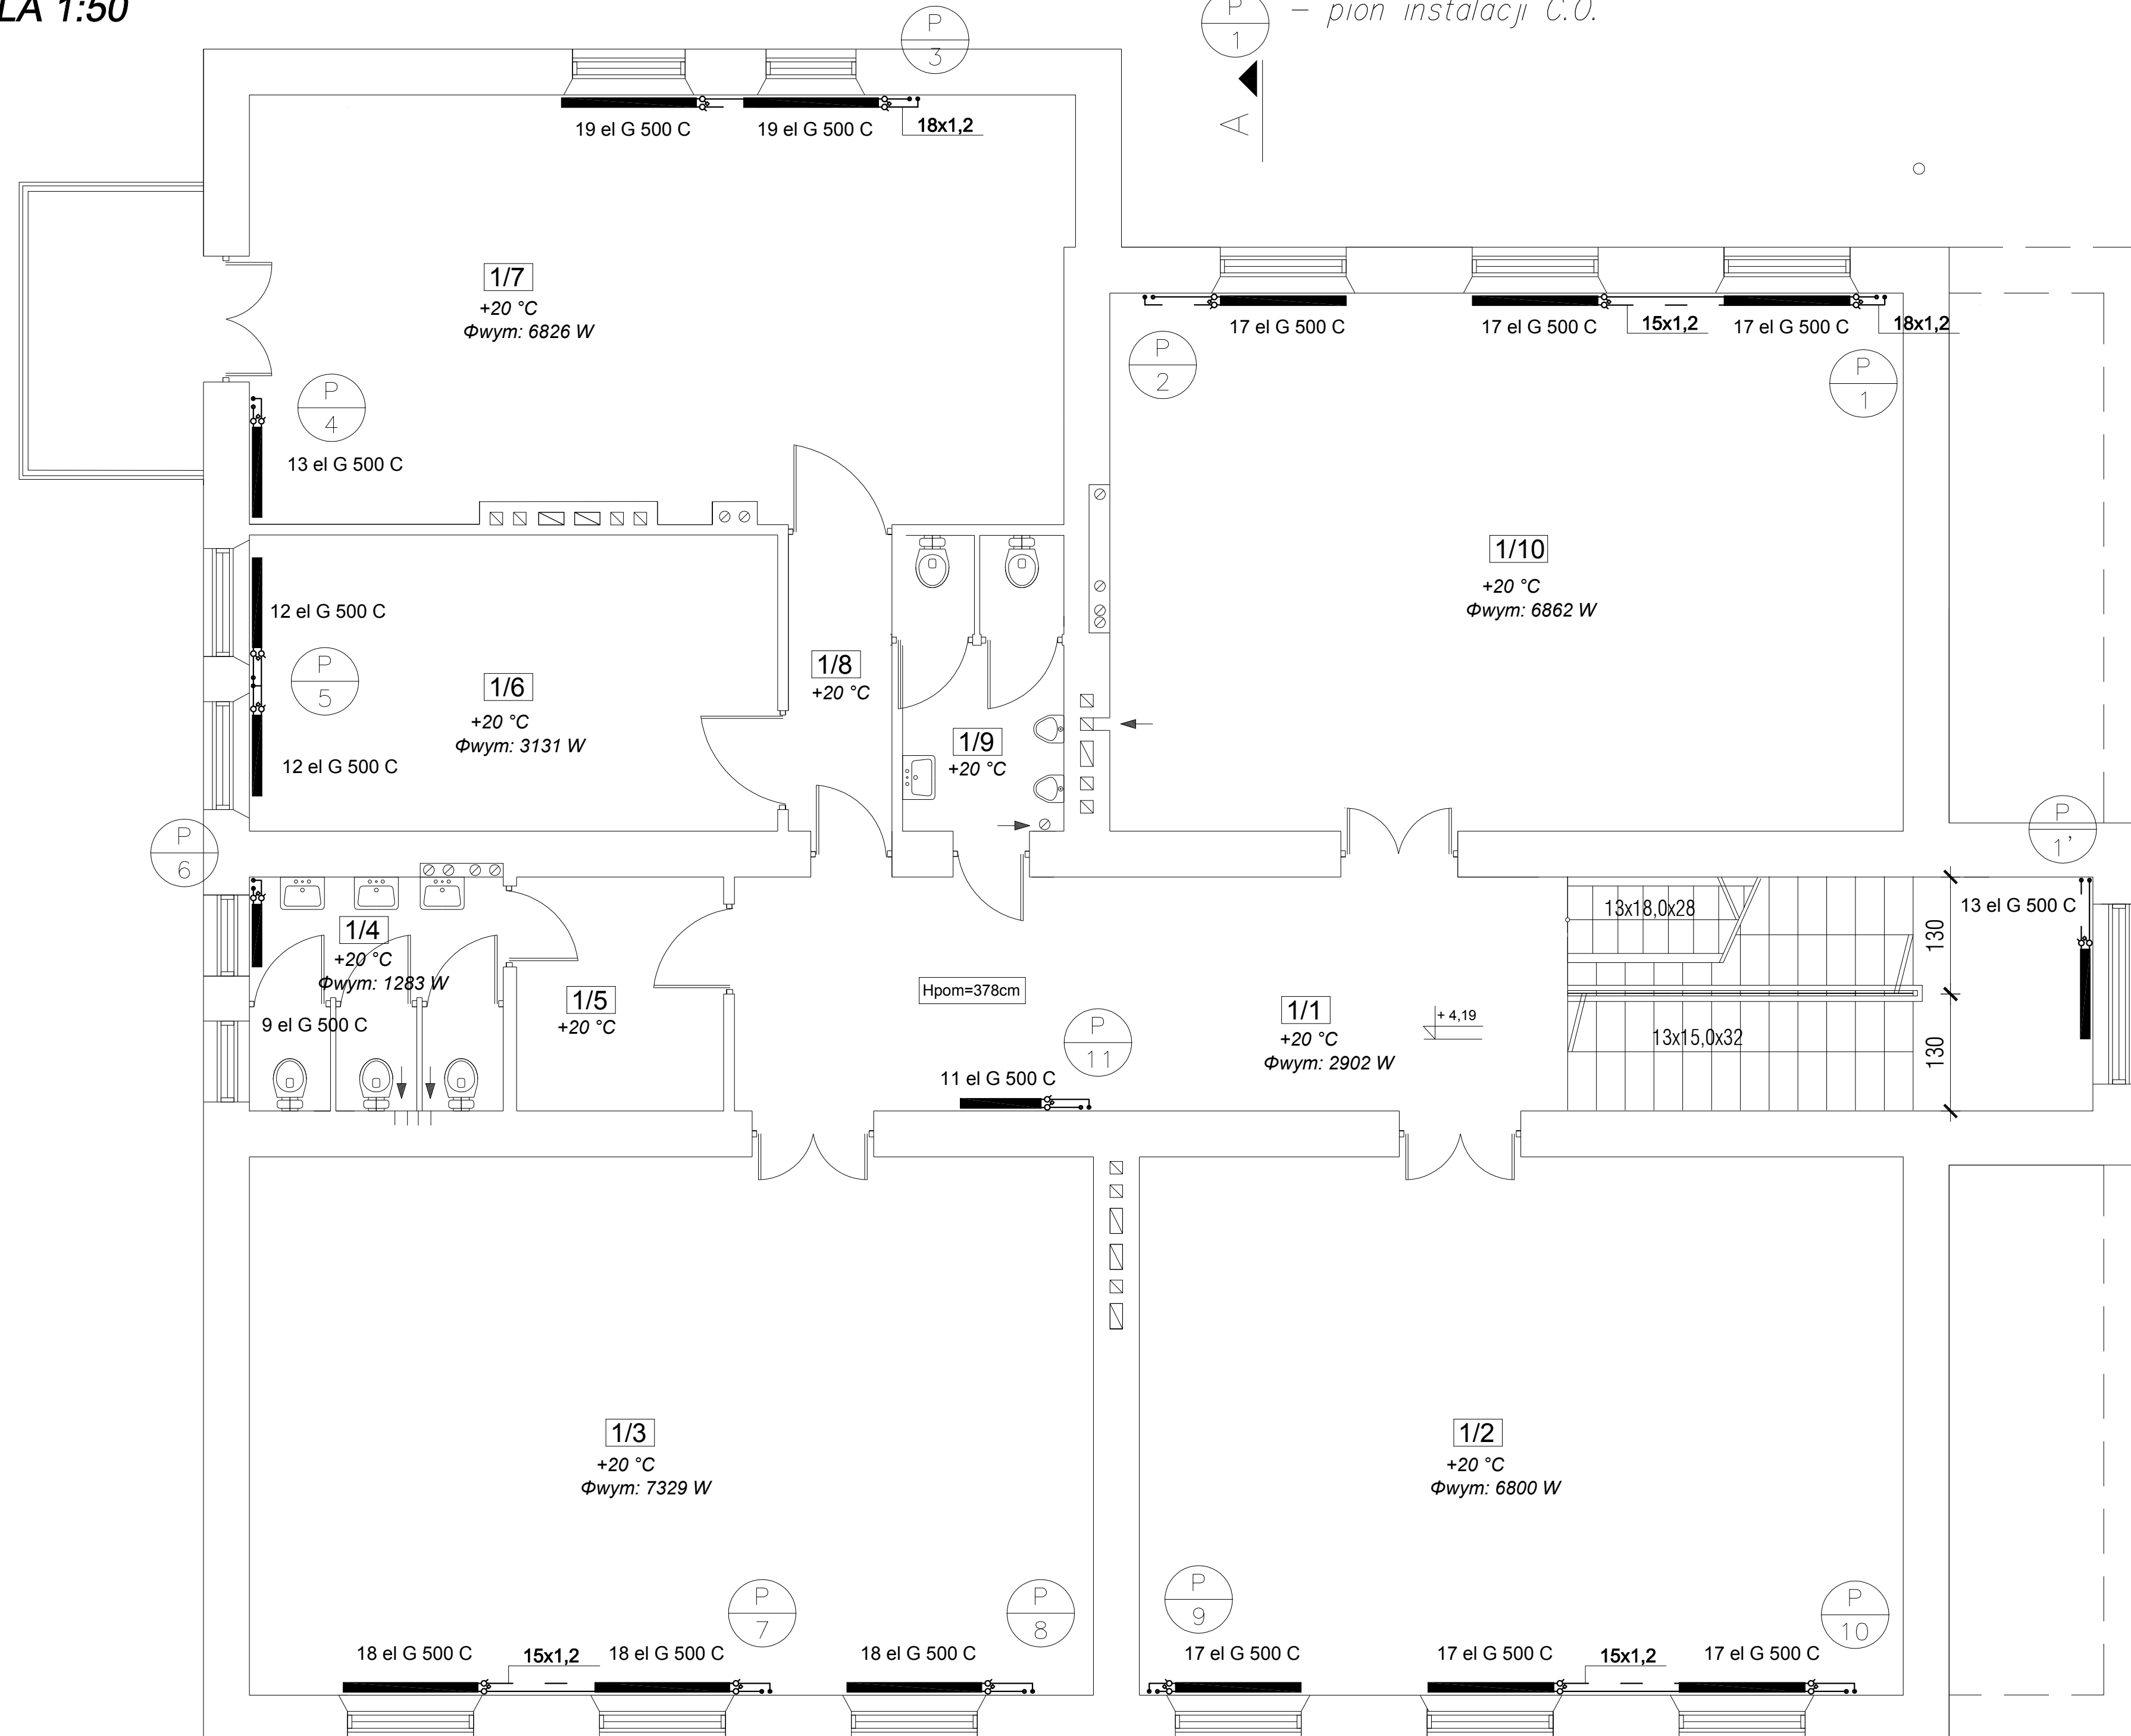 LA 1:50
P
1
– pion instalacji C.O.
P
3
A
19 el G 500 C
19 el G 500 C
18x1,2
1/7
+20 °C
Φwym: 6826 W
17 el G 500 C
17 el G 500 C
15x1,2
17 el G 500 C
18x1,2
P
2
P
1
P
4
13 el G 500 C
1/10
+20 °C
Φwym: 6862 W
12 el G 500 C
P
5
1/6
+20 °C
Φwym: 3131 W
12 el G 500 C
1/8
+20 °C
1/9
+20 °C
P
6
P
1'
1/4
+20 °C
Φwym: 1283 W
9 el G 500 C
1/5
+20 °C
Hpom=378cm
13x18,0x28
13 el G 500 C
130
P
11
1/1
+20 °C
Φwym: 2902 W
+ 4,19
13x15,0x32
130
11 el G 500 C
1/3
+20 °C
Φwym: 7329 W
1/2
+20 °C
Φwym: 6800 W
P
7
P
8
P
9
P
10
18 el G 500 C
15x1,2
18 el G 500 C
18 el G 500 C
17 el G 500 C
17 el G 500 C
15x1,2
17 el G 500 C